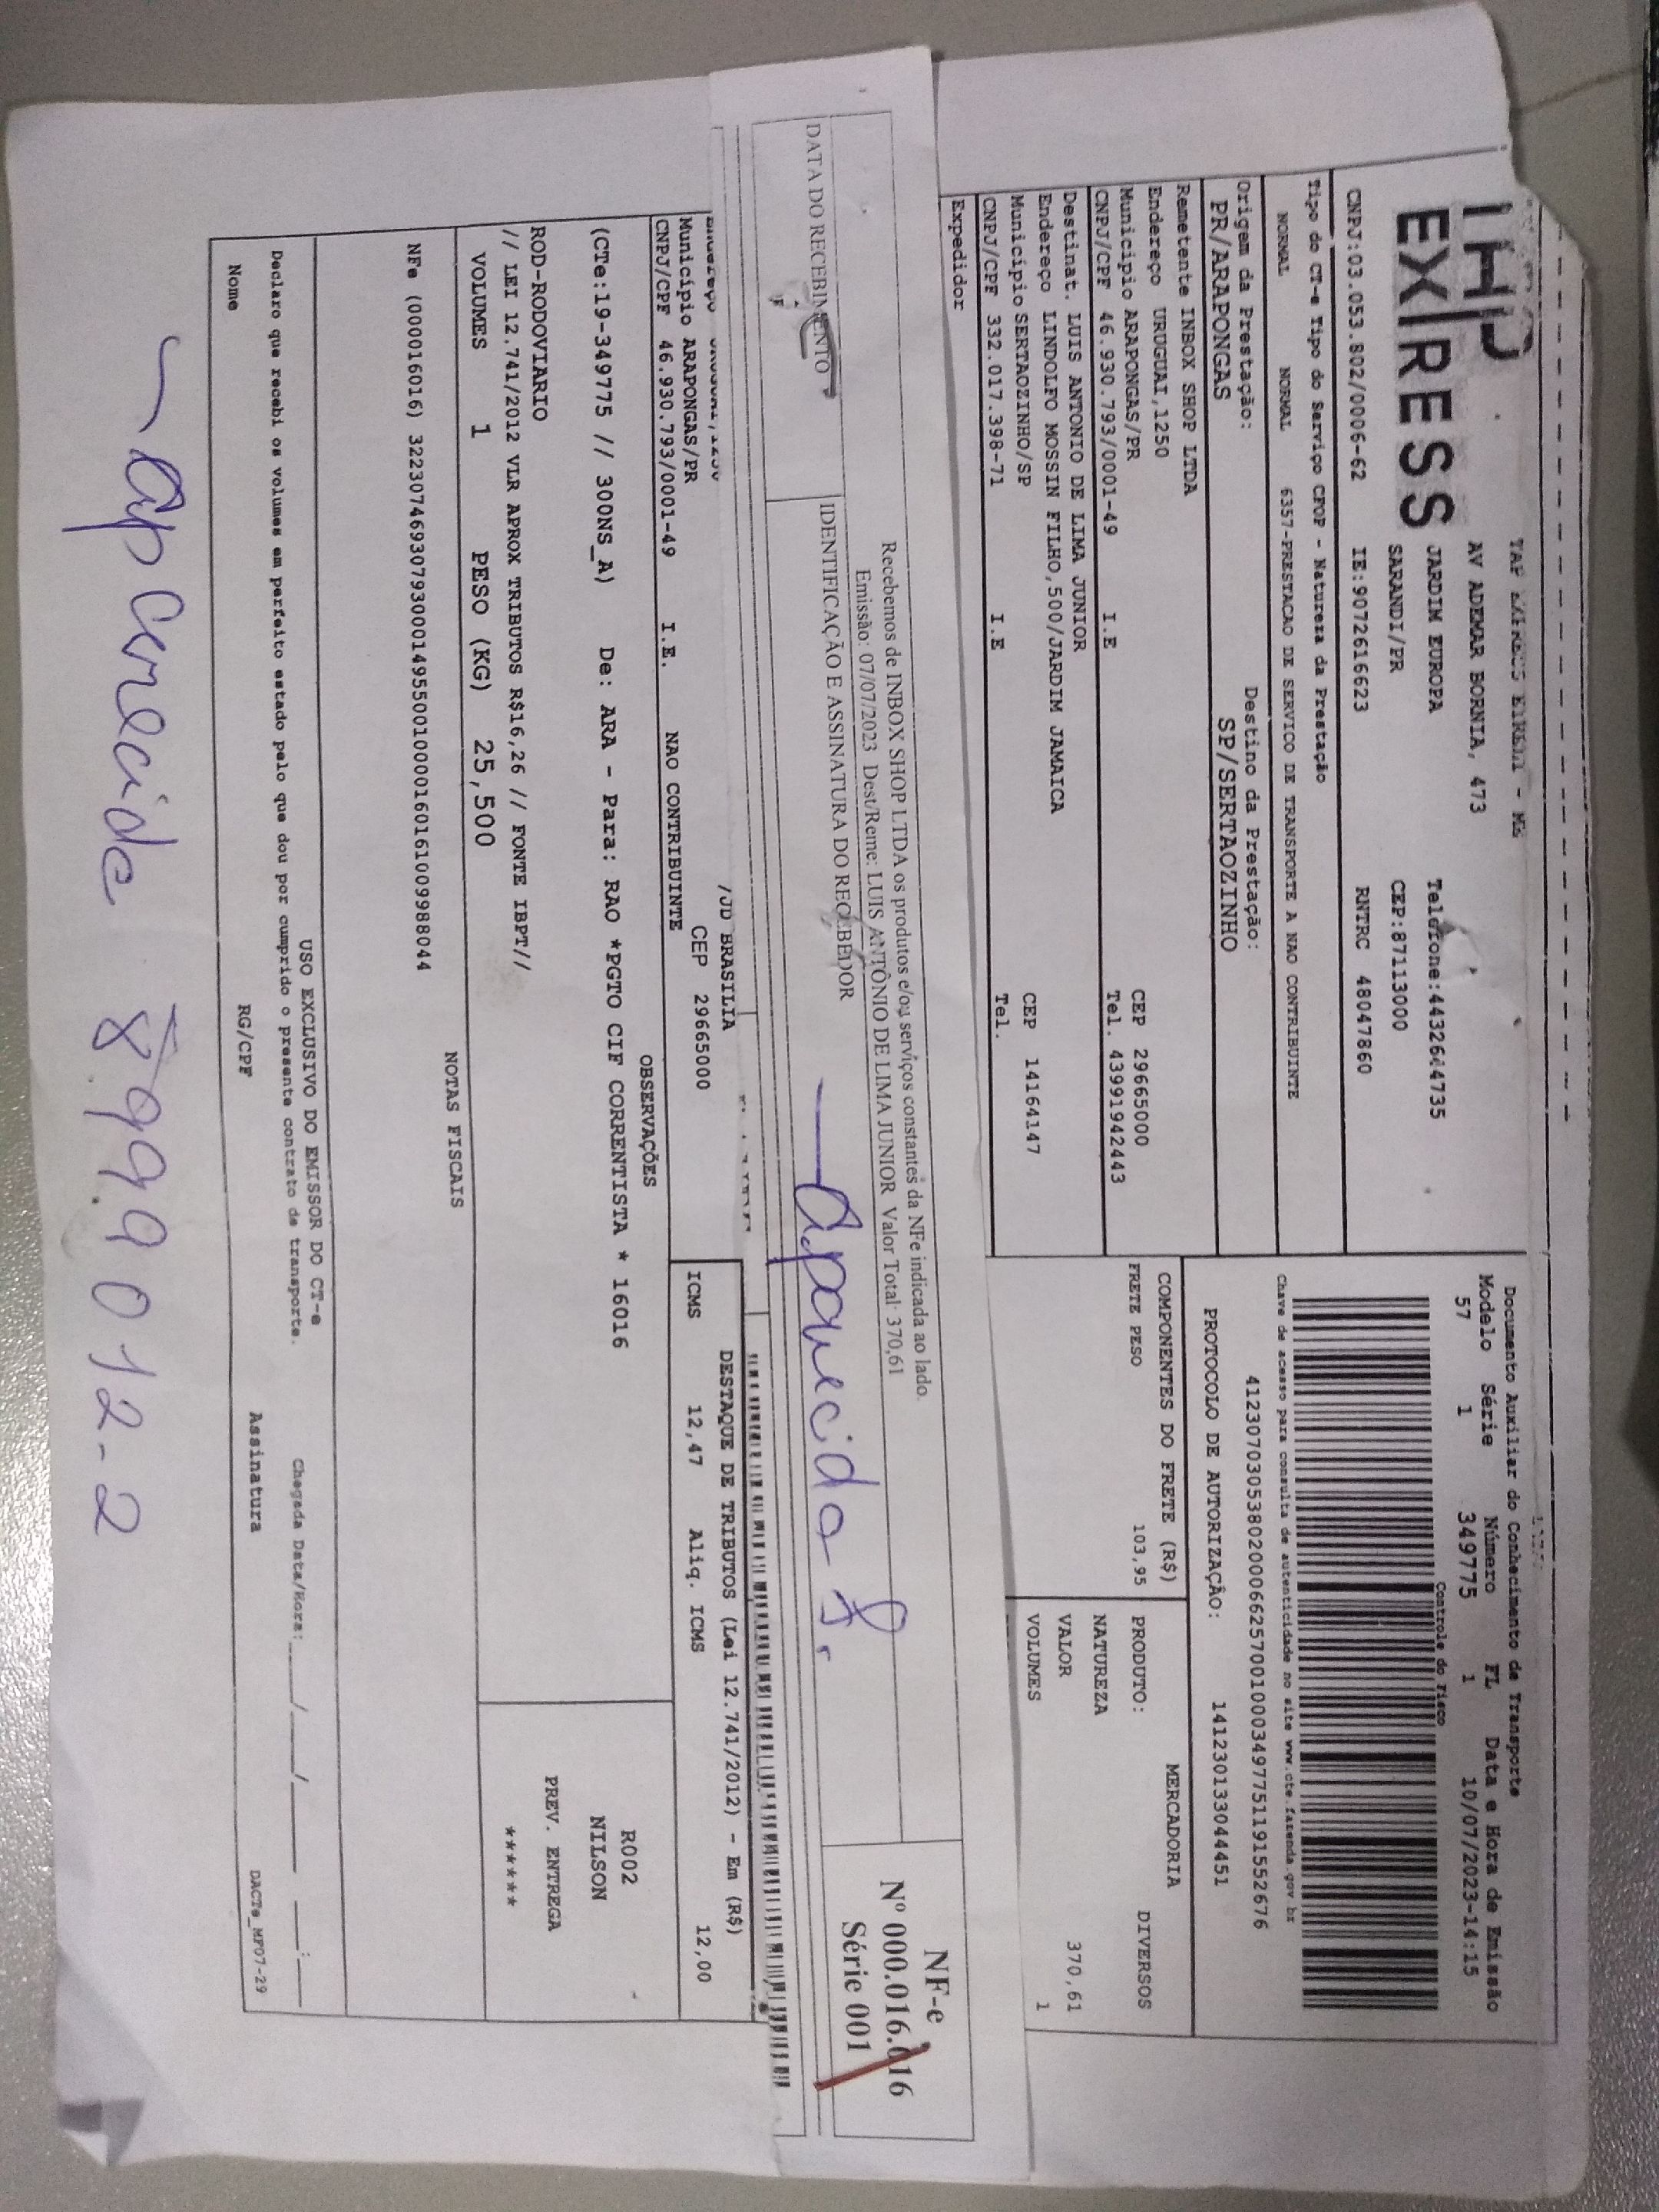 EXPRESS
AV ADEMAR BORNIA, 473
JARDIM EUROPA Telefone:4432644735
SARANDI/PR CEP:87113000
CNPJ:03.053.802/0006-62 IE:9072616623 RNTRC 48047860
Documento Auxiliar do Conhecimento de Transporte
Modelo Série Número FL Data e Hora de Emissão
57 1 349775 1 10/07/2023-14:15
Controle do Fisco
Chave de acesso para consulta de autenticidade no site www.cte.fazenda.gov.br
41230703053802000662570010003497751191552676
PROTOCOLO DE AUTORIZAÇÃO: 141230133044451
Tipo do CT-e Tipo do Serviço CFOP - Natureza da Prestação
NORMAL NORMAL 6357-PRESTACAO DE SERVICO DE TRANSPORTE A NAO CONTRIBUINTE
Origem da Prestação: Destino da Prestação:
PR/ARAPONGAS SP/SERTAOZINHO
Remetente INBOX SHOP LTDA
Endereço URUGUAI,1250
Município ARAPONGAS/PR CEP 29665000
CNPJ/CPF 46.930.793/0001-49 I.E Tel. 43991942443
Destinat. LUIS ANTONIO DE LIMA JUNIOR
Endereço LINDOLFO MOSSIN FILHO,500/JARDIM JAMAICA
Município SERTAOZINHO/SP CEP 14164147
CNPJ/CPF 332.017.398-71 I.E Tel.
Expedidor
COMPONENTES DO FRETE (R$)
FRETE PESO 103,95
MERCADORIA
PRODUTO: DIVERSOS
NATUREZA
VALOR 370,61
VOLUMES 1
Recebemos de INBOX SHOP LTDA os produtos e/ou serviços constantes da NFe indicada ao lado.
Emissão: 07/07/2023 Dest/Reme: LUIS ANTÔNIO DE LIMA JUNIOR Valor Total: 370,61
DATA DO RECEBIMENTO
IDENTIFICAÇÃO E ASSINATURA DO RECEBEDOR
Aparecida
NF-e
Nº 000.016.016
Série 001
/JD BRASILIA
Município ARAPONGAS/PR CEP 29665000
CNPJ/CPF 46.930.793/0001-49 I.E. NAO CONTRIBUINTE
DESTAQUE DE TRIBUTOS (Lei 12.741/2012) - Em (R$)
ICMS 12,47 Aliq. ICMS 12,00
OBSERVAÇÕES
(CTe:19-349775 // 300NS_A) De: ARA - Para: RAO *PGTO CIF CORRENTISTA * 16016
ROD-RODOVIARIO
// LEI 12.741/2012 VLR APROX TRIBUTOS R$16,26 // FONTE IBPT//
R002
NILSON
PREV. ENTREGA
******
VOLUMES 1 PESO (KG) 25,500
NOTAS FISCAIS
NFe (000016016) 32230746930793000149550010000160161009988044
USO EXCLUSIVO DO EMISSOR DO CT-e
Declaro que recebi os volumes em perfeito estado pelo que dou por cumprido o presente contrato de transporte.
Chegada Data/Hora:____/____/____ ___:___
Nome RG/CPF Assinatura
DACTe_MP07-29
8.999.012-2